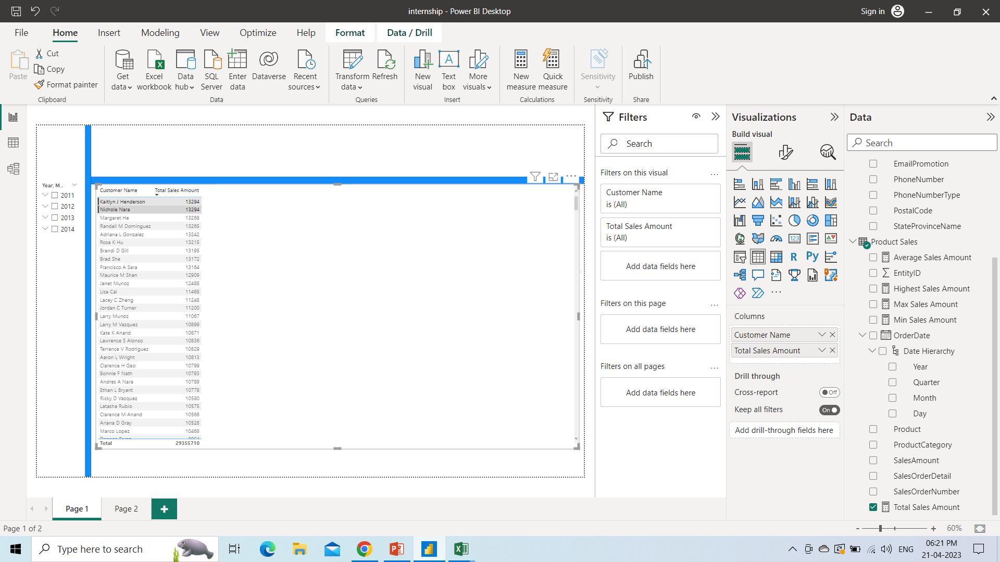 internship - Power BI Desktop
Sign in
File Home Insert Modeling View Optimize Help Format Data / Drill
Paste
Cut
Copy
Format painter
Clipboard
Get data
Excel workbook
Data hub
SQL Server
Enter data
Dataverse
Recent sources
Data
Transform data
Refresh
Queries
New visual
Text box
More visuals
Insert
New measure
Quick measure
Calculations
Sensitivity
Sensitivity
Publish
Share
Year, M...
2011
2012
2013
2014
Customer Name Total Sales Amount
Kaitlyn J Henderson 13294
Nichole Nara 13294
Margaret He 13268
Randall M Dominguez 13265
Adriana L Gonzalez 13242
Rosa K Hu 13215
Brandi D Gill 13195
Brad She 13172
Francisco A Sara 13164
Maurice M Shan 12909
Janet Munoz 12488
Lisa Cai 11468
Lacey C Zheng 11248
Jordan C Turner 11200
Larry Munoz 11067
Larry M Vazquez 10899
Kate K Anand 10871
Lawrence S Alonso 10836
Terrance V Rodriguez 10829
Aaron L Wright 10813
Clarence H Gao 10799
Bonnie F Nath 10793
Andres A Nara 10789
Ethan L Bryant 10778
Ricky D Vazquez 10580
Latasha Rubio 10575
Clarence M Anand 10566
Ariana D Gray 10528
Marco Lopez 10468
Total 29355710
Filters
Search
Filters on this visual ...
Customer Name
is (All)
Total Sales Amount
is (All)
Add data fields here
Filters on this page ...
Add data fields here
Filters on all pages ...
Add data fields here
Visualizations
Build visual
123
R
Py
...
Columns
Customer Name
Total Sales Amount
Drill through
Cross-report Off
Keep all filters On
Add drill-through fields here
Data
Search
EmailPromotion
PhoneNumber
PhoneNumberType
PostalCode
StateProvinceName
Product Sales
Average Sales Amount
EntityID
Highest Sales Amount
Max Sales Amount
Min Sales Amount
OrderDate
Date Hierarchy
Year
Quarter
Month
Day
Product
ProductCategory
SalesAmount
SalesOrderDetail
SalesOrderNumber
Total Sales Amount
Page 1 Page 2 +
Page 1 of 2
- + 60%
Type here to search
ENG
06:21 PM
21-04-2023